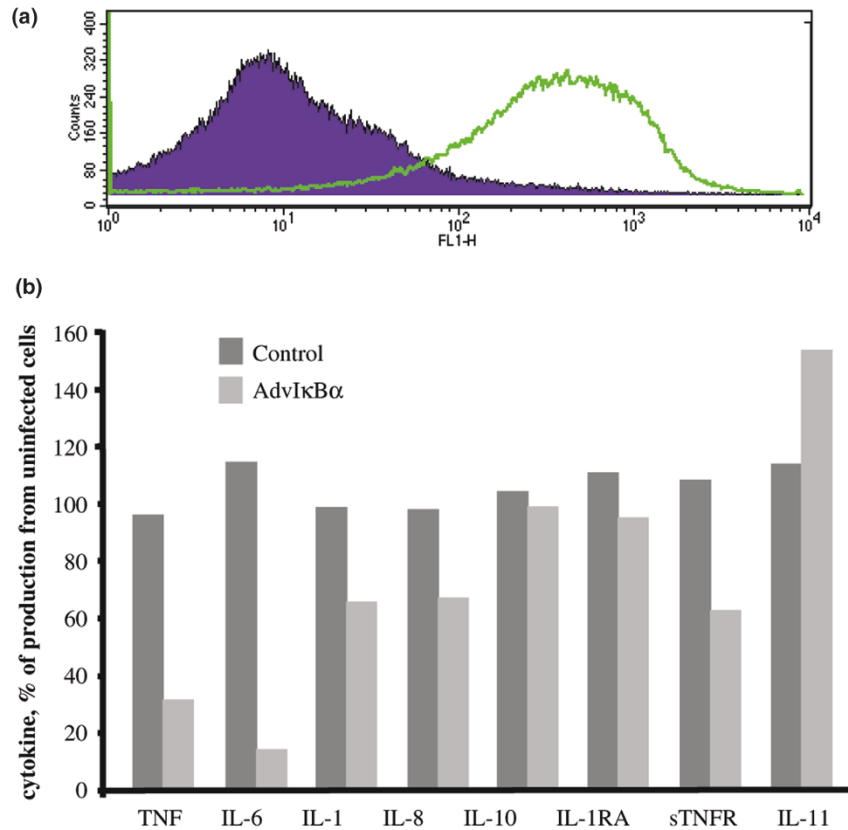 (a)
400
320
240
160
80
0
Counts
10⁰ 10¹ 10² 10³ 10⁴
FL1-H
(b)
cytokine, % of production from uninfected cells
160
140
120
100
80
60
40
20
0
Control
AdvIκBα
TNF IL-6 IL-1 IL-8 IL-10 IL-1RA sTNFR IL-11